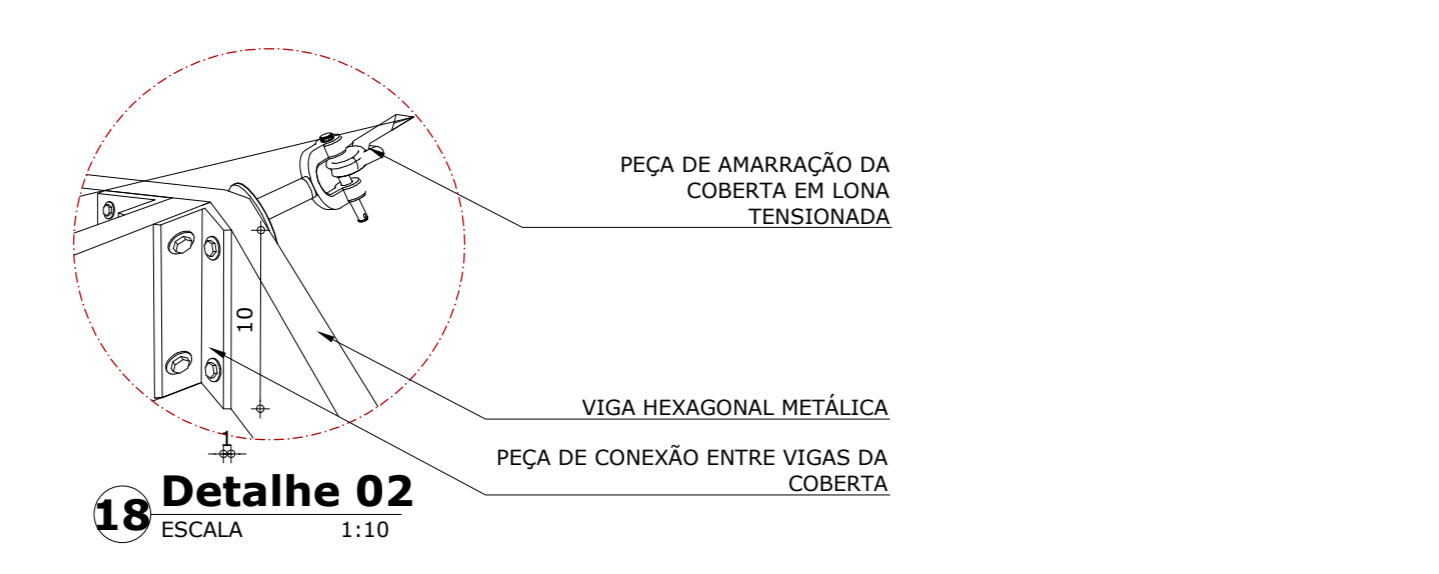 PEÇA DE AMARRAÇÃO DA
COBERTA EM LONA
TENSIONADA
10
VIGA HEXAGONAL METÁLICA
1
PEÇA DE CONEXÃO ENTRE VIGAS DA
COBERTA
18
Detalhe 02
ESCALA 1:10